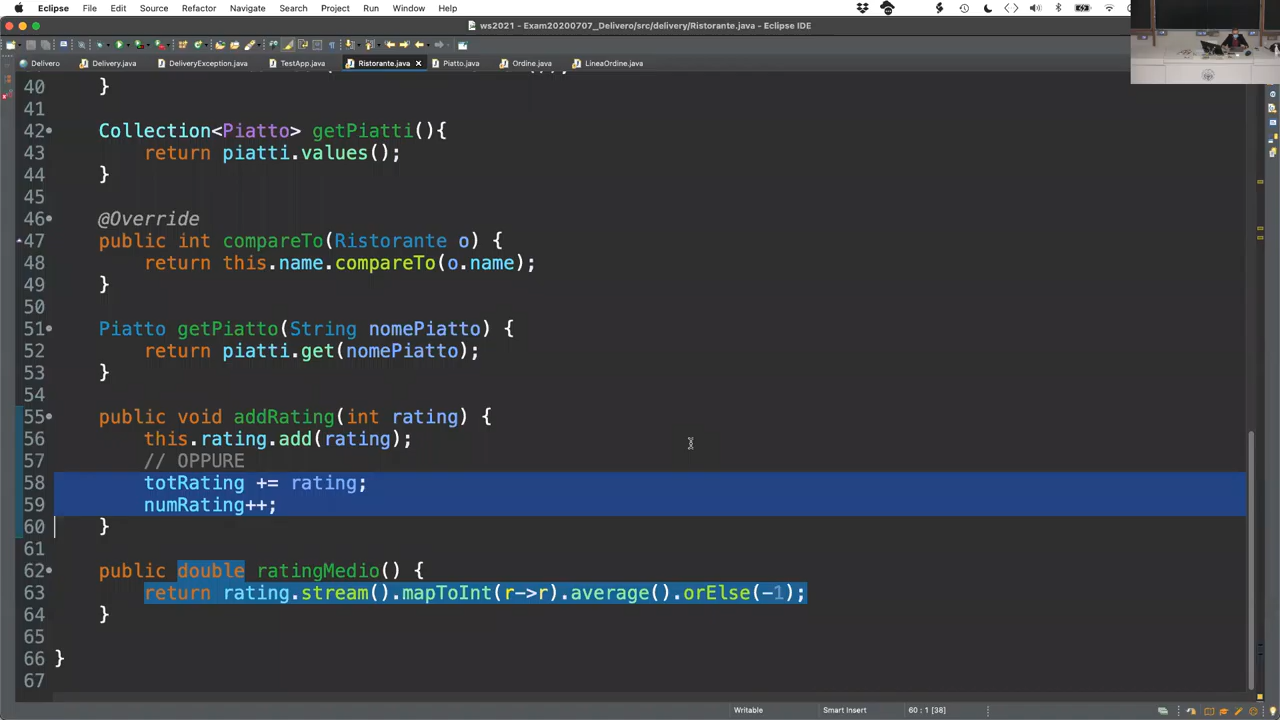 Eclipse File Edit Source Refactor Navigate Search Project Run Window Help
ws2021 - Exam20200707_Delivero/src/delivery/Ristorante.java - Eclipse IDE
Delivero Delivery.java DeliveryException.java TestApp.java Ristorante.java Piatto.java Ordine.java LineaOrdine.java
40 }
41
42 Collection<Piatto> getPiatti(){
43 return piatti.values();
44 }
45
46 @Override
47 public int compareTo(Ristorante o) {
48 return this.name.compareTo(o.name);
49 }
50
51 Piatto getPiatto(String nomePiatto) {
52 return piatti.get(nomePiatto);
53 }
54
55 public void addRating(int rating) {
56 this.rating.add(rating);
57 // OPPURE
58 totRating += rating;
59 numRating++;
60 }
61
62 public double ratingMedio() {
63 return rating.stream().mapToInt(r->r).average().orElse(-1);
64 }
65
66 }
67
Writable Smart Insert 60 : 1 [38]